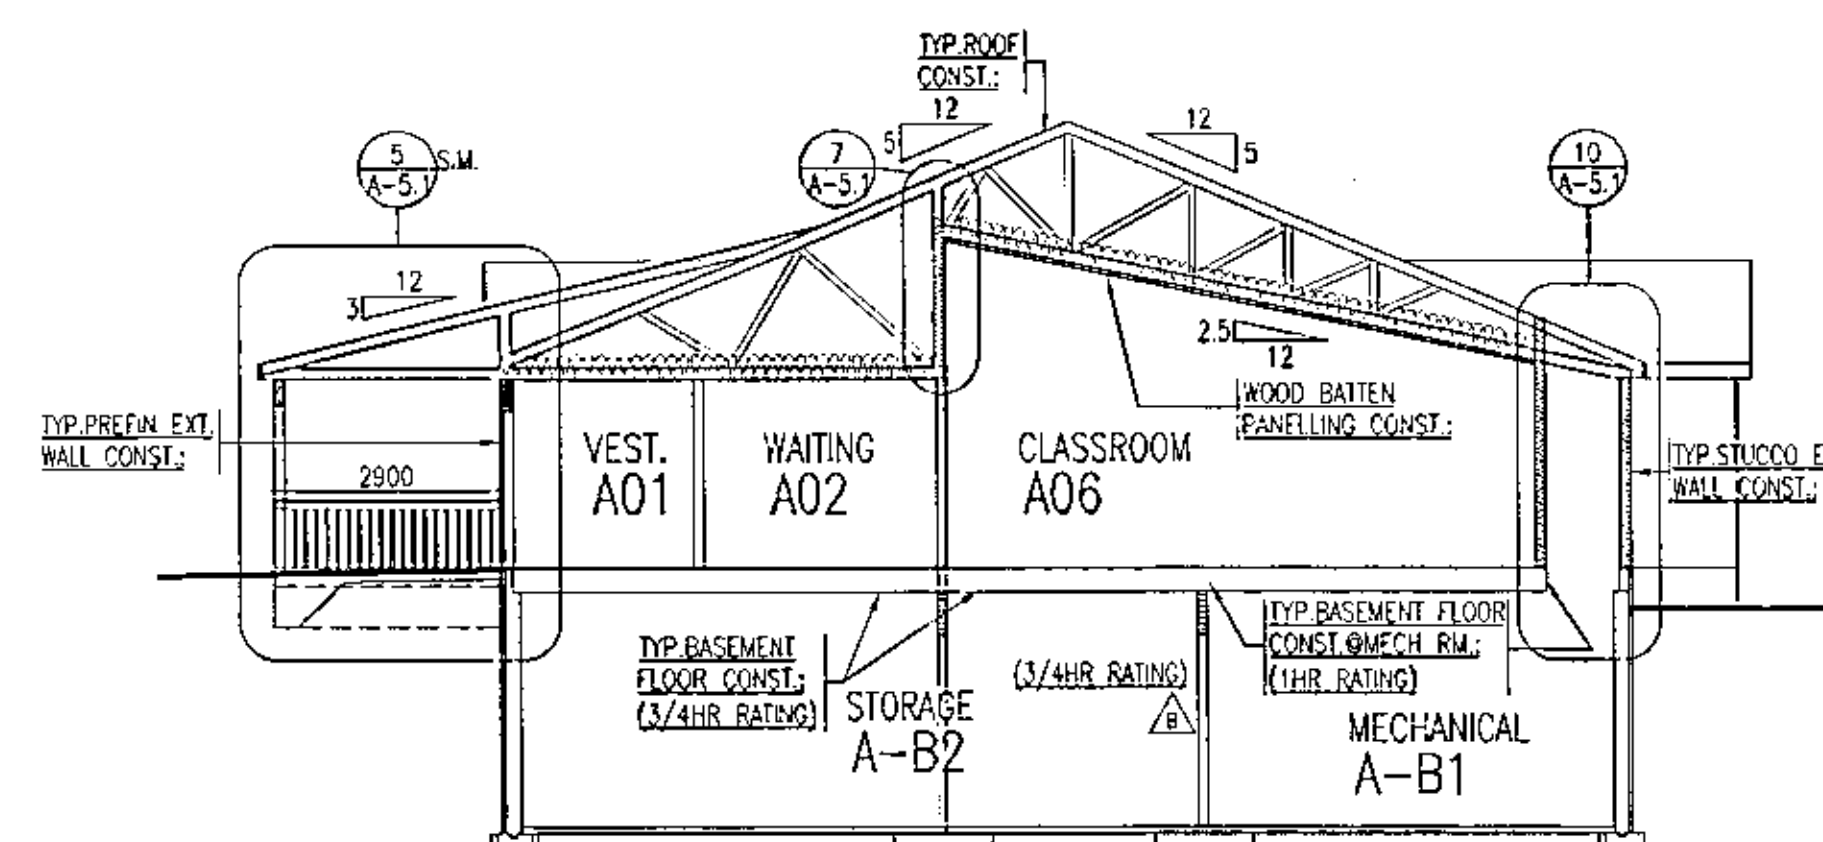 TYP.ROOF
CONST.:
12
5
12
5
5
A-5.1
S.M.
7
A-5.1
10
A-5.1
12
3
2.5
12
WOOD BATTEN
PANELLING CONST.:
TYP.PREFIN EXT.
WALL CONST.:
2900
VEST.
A01
WAITING
A02
CLASSROOM
A06
TYP.STUCCO E
WALL CONST.:
TYP.BASEMENT
FLOOR CONST.:
(3/4HR RATING)
STORAGE
A-B2
(3/4HR RATING)
B
TYP.BASEMENT FLOOR
CONST.@MECH RM.:
(1HR RATING)
MECHANICAL
A-B1